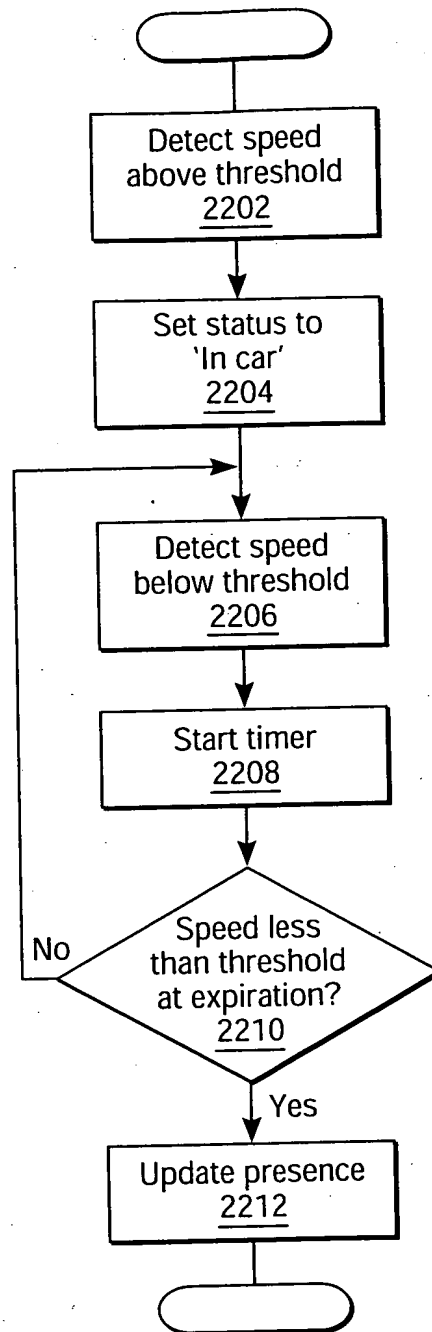 Detect speed
above threshold
2202
Set status to
'In car'
2204
Detect speed
below threshold
2206
Start timer
2208
Speed less
than threshold
at expiration?
2210
No
Yes
Update presence
2212